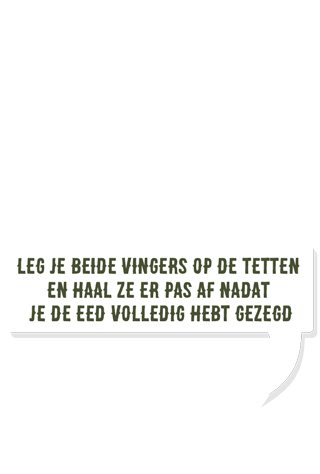 Leg je beide vingers op de tetten
en haal ze er pas af nadat
je de eed volledig hebt gezegd